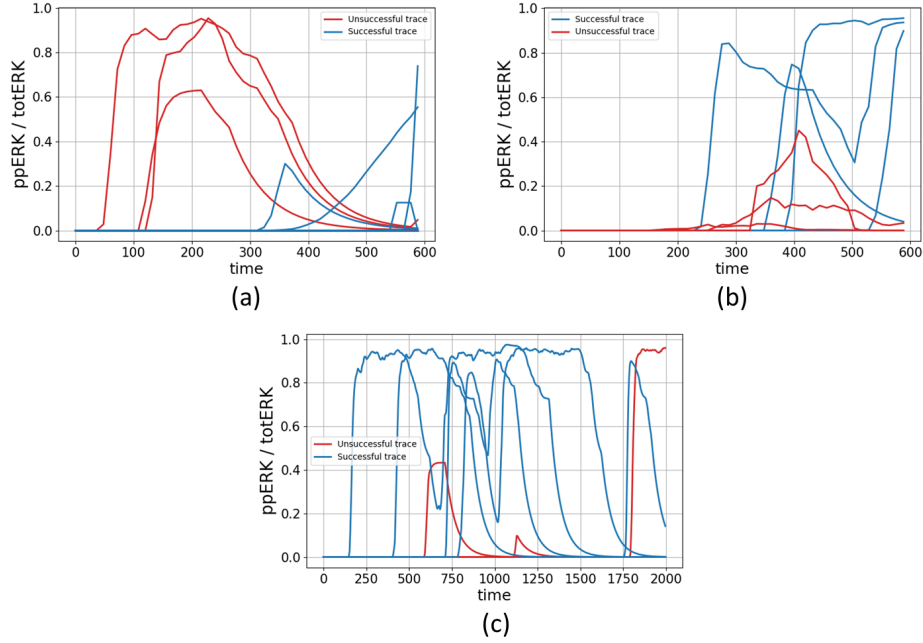 1.0
0.8
0.6
0.4
0.2
0.0
ppERK / totERK
Unsuccessful trace
Successful trace
0 100 200 300 400 500 600
time
(a)
1.0
0.8
0.6
0.4
0.2
0.0
ppERK / totERK
Successful trace
Unsuccessful trace
0 100 200 300 400 500 600
time
(b)
1.0
0.8
0.6
0.4
0.2
0.0
ppERK / totERK
Unsuccessful trace
Successful trace
0 250 500 750 1000 1250 1500 1750 2000
time
(c)